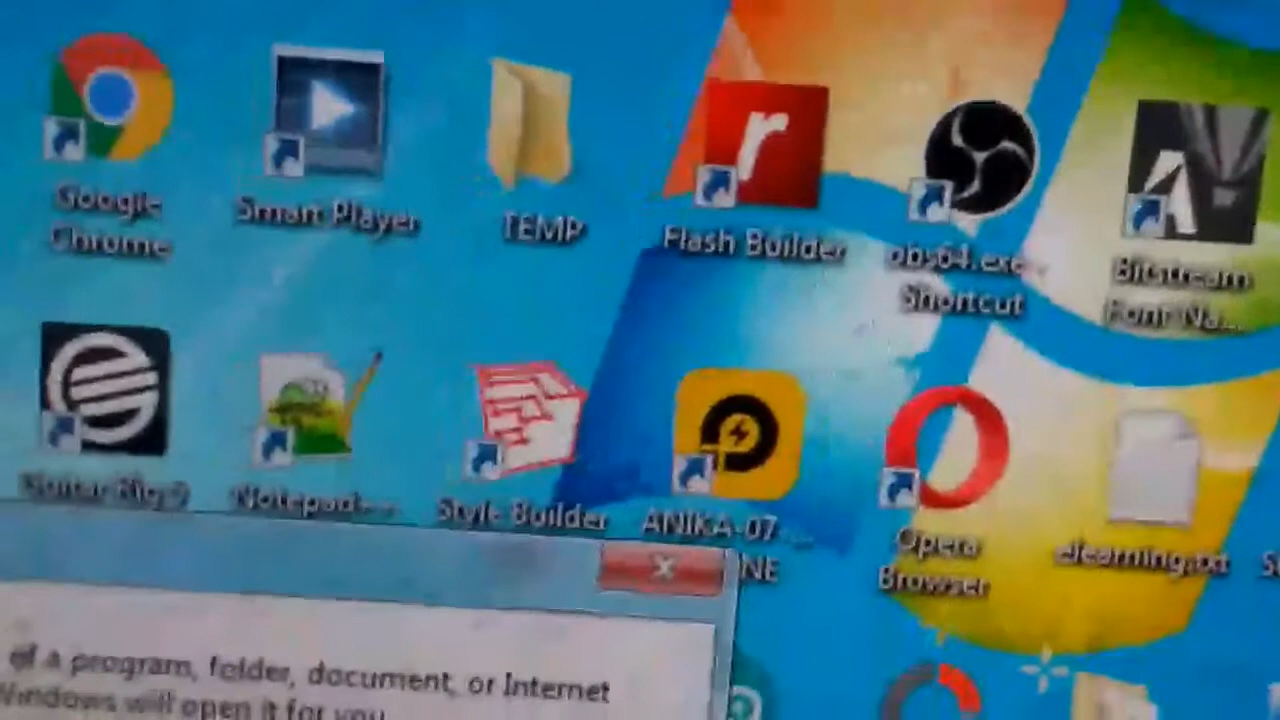 Google
Chrome
Smart Player
TEMP
Flash Builder
obs64.exe -
Shortcut
Bitstream
Font Na...
Guitar Rig 5
Notepad++
Style Builder
ANIKA-07 ...
NE
Opera
Browser
elearning.txt
of a program, folder, document, or Internet
Windows will open it for you.